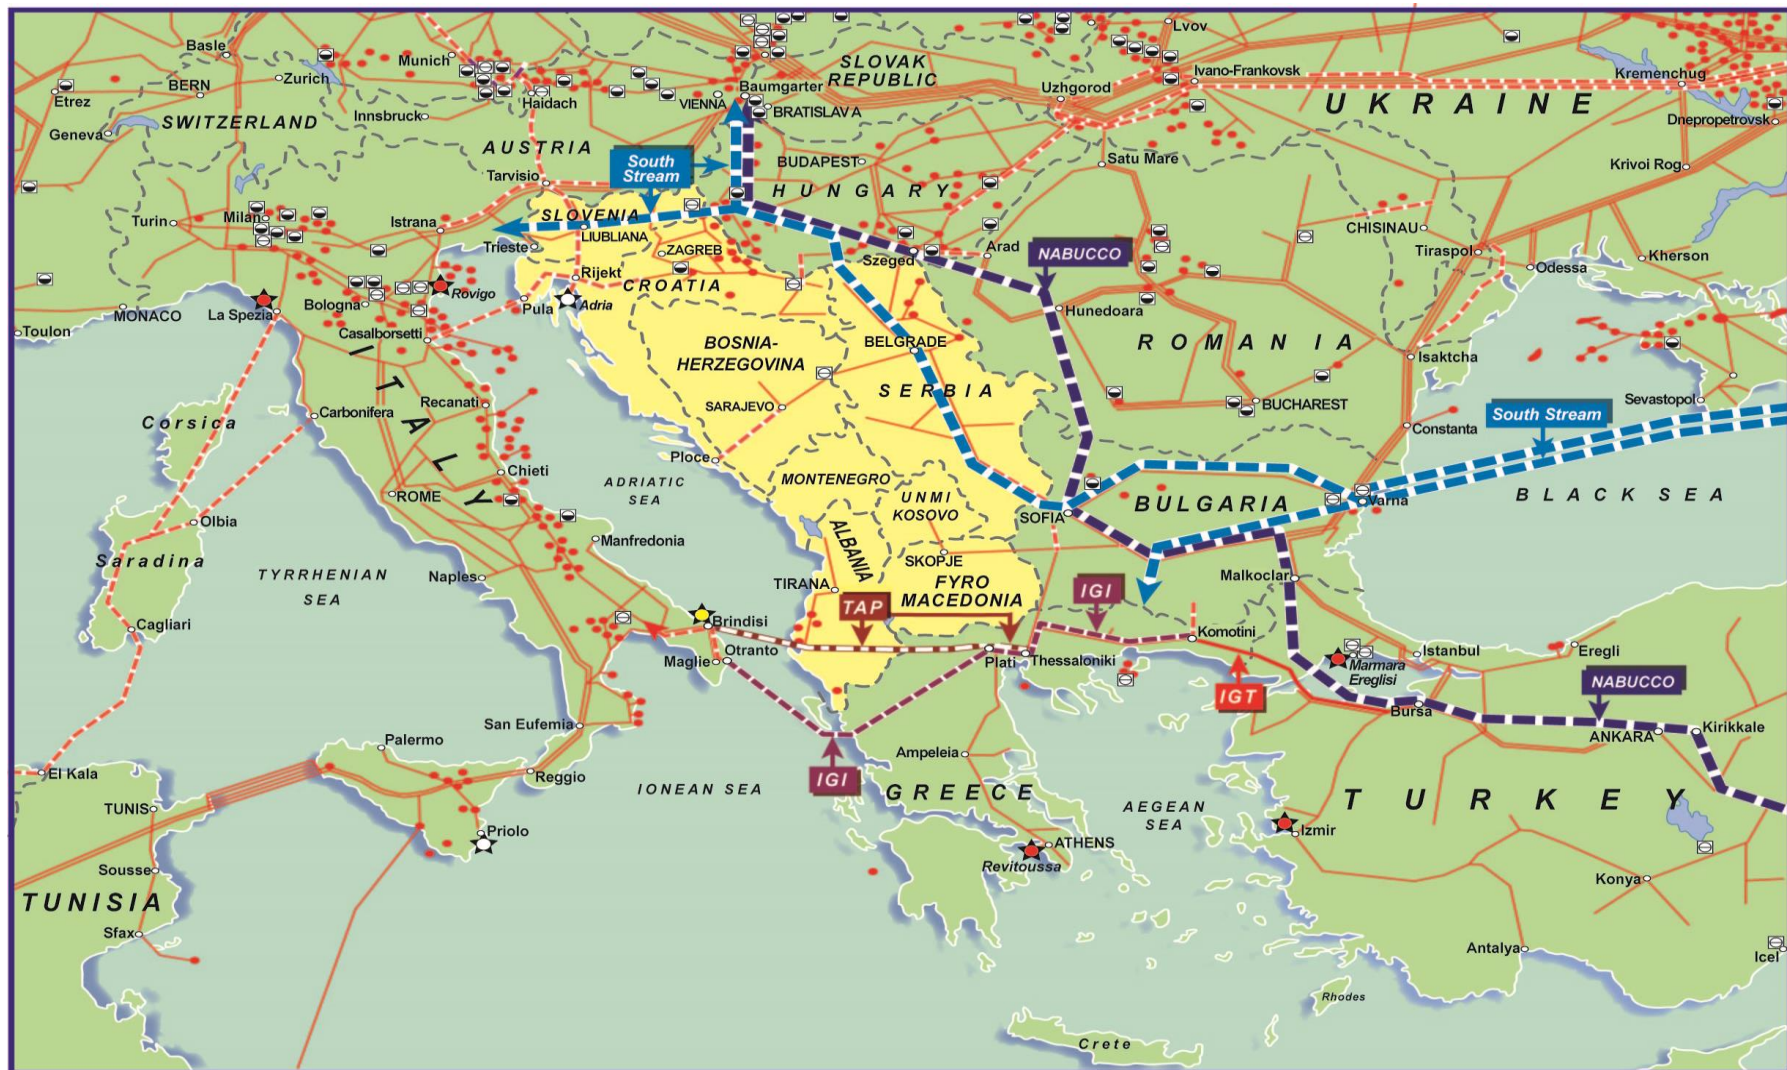 Basle
Munich
SLOVAK
REPUBLIC
Lvov
Zurich
BERN
Etrez
Haidach
Baumgarter
VIENNA
BRATISLAVA
Uzhgorod
Ivano-Frankovsk
Kremenchug
UKRAINE
Dnepropetrovsk
Geneva
SWITZERLAND
Innsbruck
AUSTRIA
South
Stream
BUDAPEST
HUNGARY
Satu Mare
Krivoi Rog
Tarvisio
Turin
Milan
Istrana
SLOVENIA
LIUBLIANA
Trieste
ZAGREB
Szeged
Arad
NABUCCO
CHISINAU
Tiraspol
Odessa
Kherson
Rijekt
CROATIA
Rovigo
Bologna
Pula
Adria
Hunedoara
MONACO
La Spezia
Toulon
Casalborsetti
BOSNIA-
HERZEGOVINA
BELGRADE
ROMANIA
Isaktcha
ITALY
SERBIA
Recanati
Carbonifera
Corsica
SARAJEVO
BUCHAREST
Sevastopol
South Stream
Constanta
Ploce
Chieti
ADRIATIC
SEA
MONTENEGRO
UNMI
KOSOVO
ROME
BULGARIA
Varna
BLACK SEA
SOFIA
Olbia
Manfredonia
ALBANIA
SKOPJE
Saradina
TYRRHENIAN
SEA
Naples
TIRANA
FYRO
MACEDONIA
IGI
Malkoclar
TAP
Cagliari
Brindisi
Otranto
Maglie
Plati
Thessaloniki
Komotini
Istanbul
Eregli
Marmara
Ereglisi
IGT
NABUCCO
Bursa
ANKARA
Kirikkale
San Eufemia
Palermo
Ampeleia
El Kala
Reggio
IGI
IONEAN SEA
GREECE
AEGEAN
SEA
TURKEY
TUNIS
Priolo
Izmir
ATHENS
Revitoussa
Sousse
Konya
TUNISIA
Sfax
Antalya
Icel
Rhodes
Crete